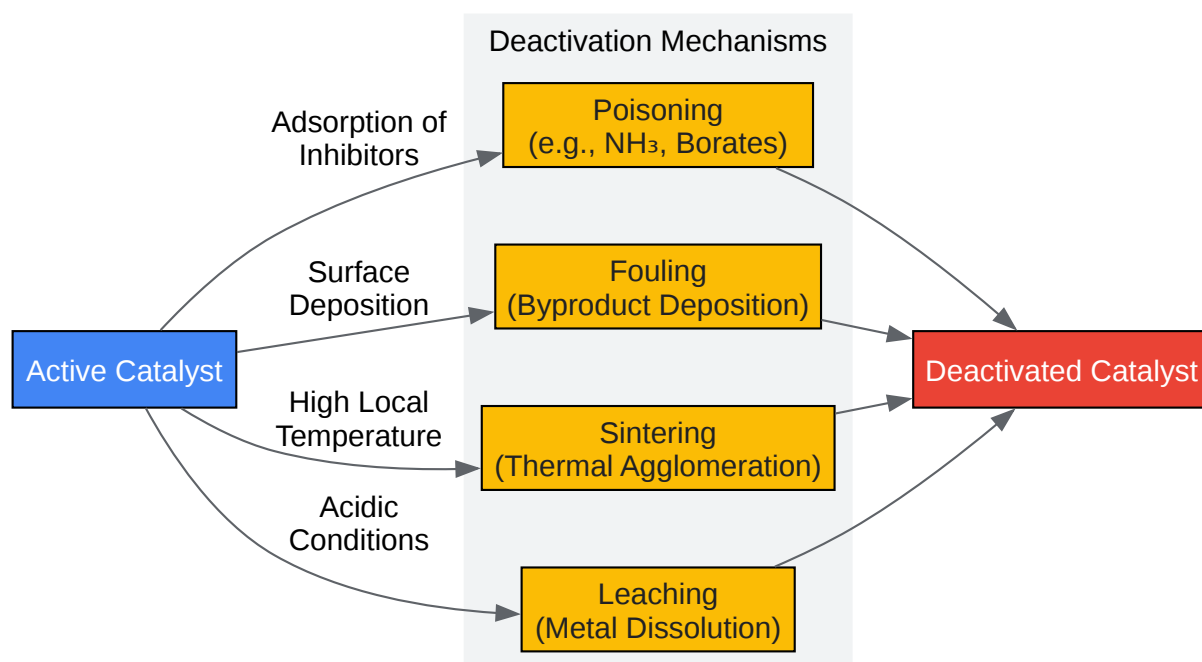 Deactivation Mechanisms
Adsorption of
Inhibitors
Poisoning
(e.g., NH₃, Borates)
Surface
Deposition
Fouling
(Byproduct Deposition)
Active Catalyst
Deactivated Catalyst
High Local
Temperature
Sintering
(Thermal Agglomeration)
Acidic
Conditions
Leaching
(Metal Dissolution)